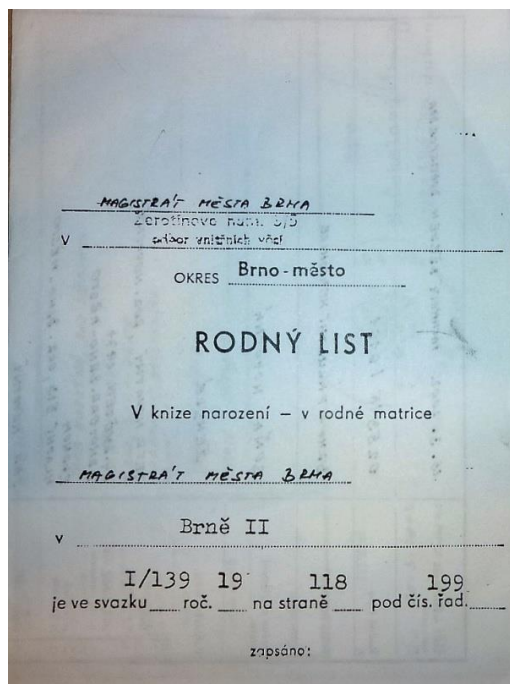 MAGISTRÁT MĚSTA BRNA
Žerotínovo nám. 3/5
V odbor vnitřních věcí
OKRES Brno-město
RODNÝ LIST
V knize narození – v rodné matrice
MAGISTRÁT MĚSTA BRNA
v Brně II
I/139 19 118 199
je ve svazku roč. na straně pod čís. řad.
zapsáno: